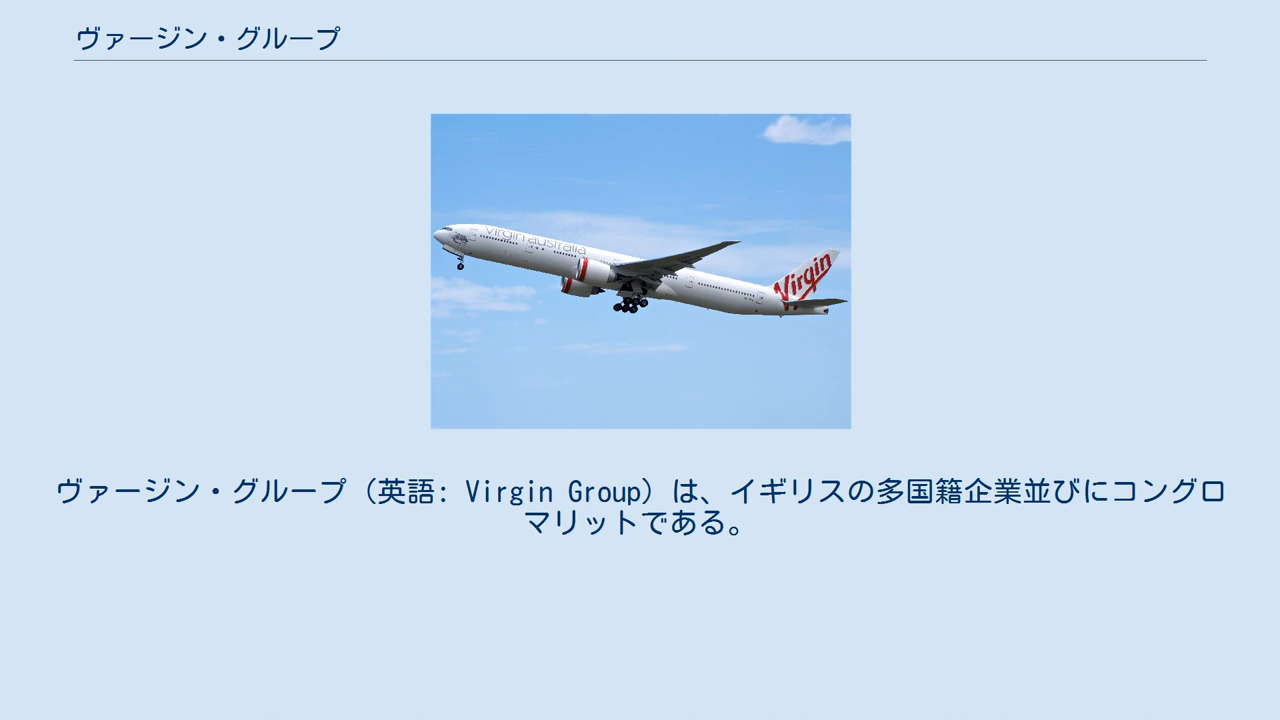 ヴァージン・グループ
virgin australia
Virgin
ヴァージン・グループ（英語: Virgin Group）は、イギリスの多国籍企業並びにコングロ
マリットである。